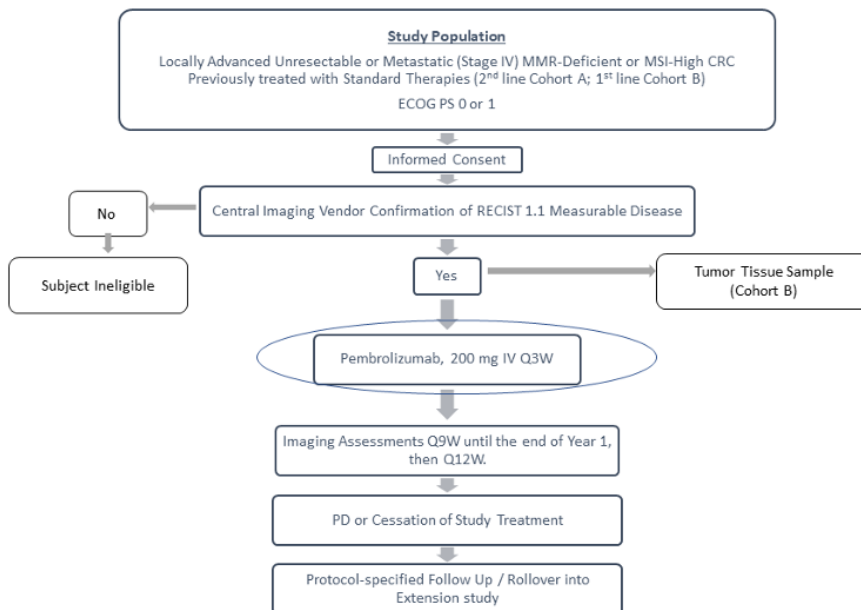 Study Population
Locally Advanced Unresectable or Metastatic (Stage IV) MMR-Deficient or MSI-High CRC
Previously treated with Standard Therapies (2nd line Cohort A; 1st line Cohort B)
ECOG PS 0 or 1
Informed Consent
No
Central Imaging Vendor Confirmation of RECIST 1.1 Measurable Disease
Subject Ineligible
Yes
Tumor Tissue Sample
(Cohort B)
Pembrolizumab, 200 mg IV Q3W
Imaging Assessments Q9W until the end of Year 1,
then Q12W.
PD or Cessation of Study Treatment
Protocol-specified Follow Up / Rollover into
Extension study